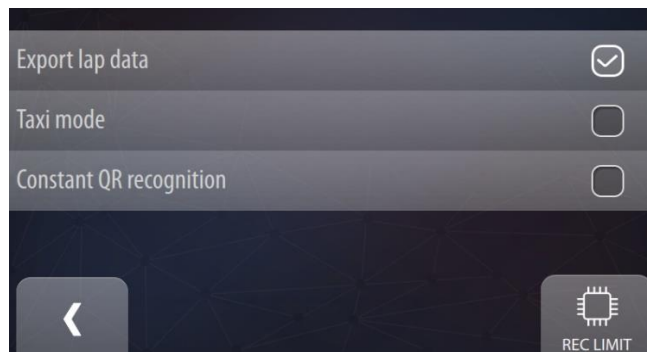 Export lap data
Taxi mode
Constant QR recognition
REC LIMIT